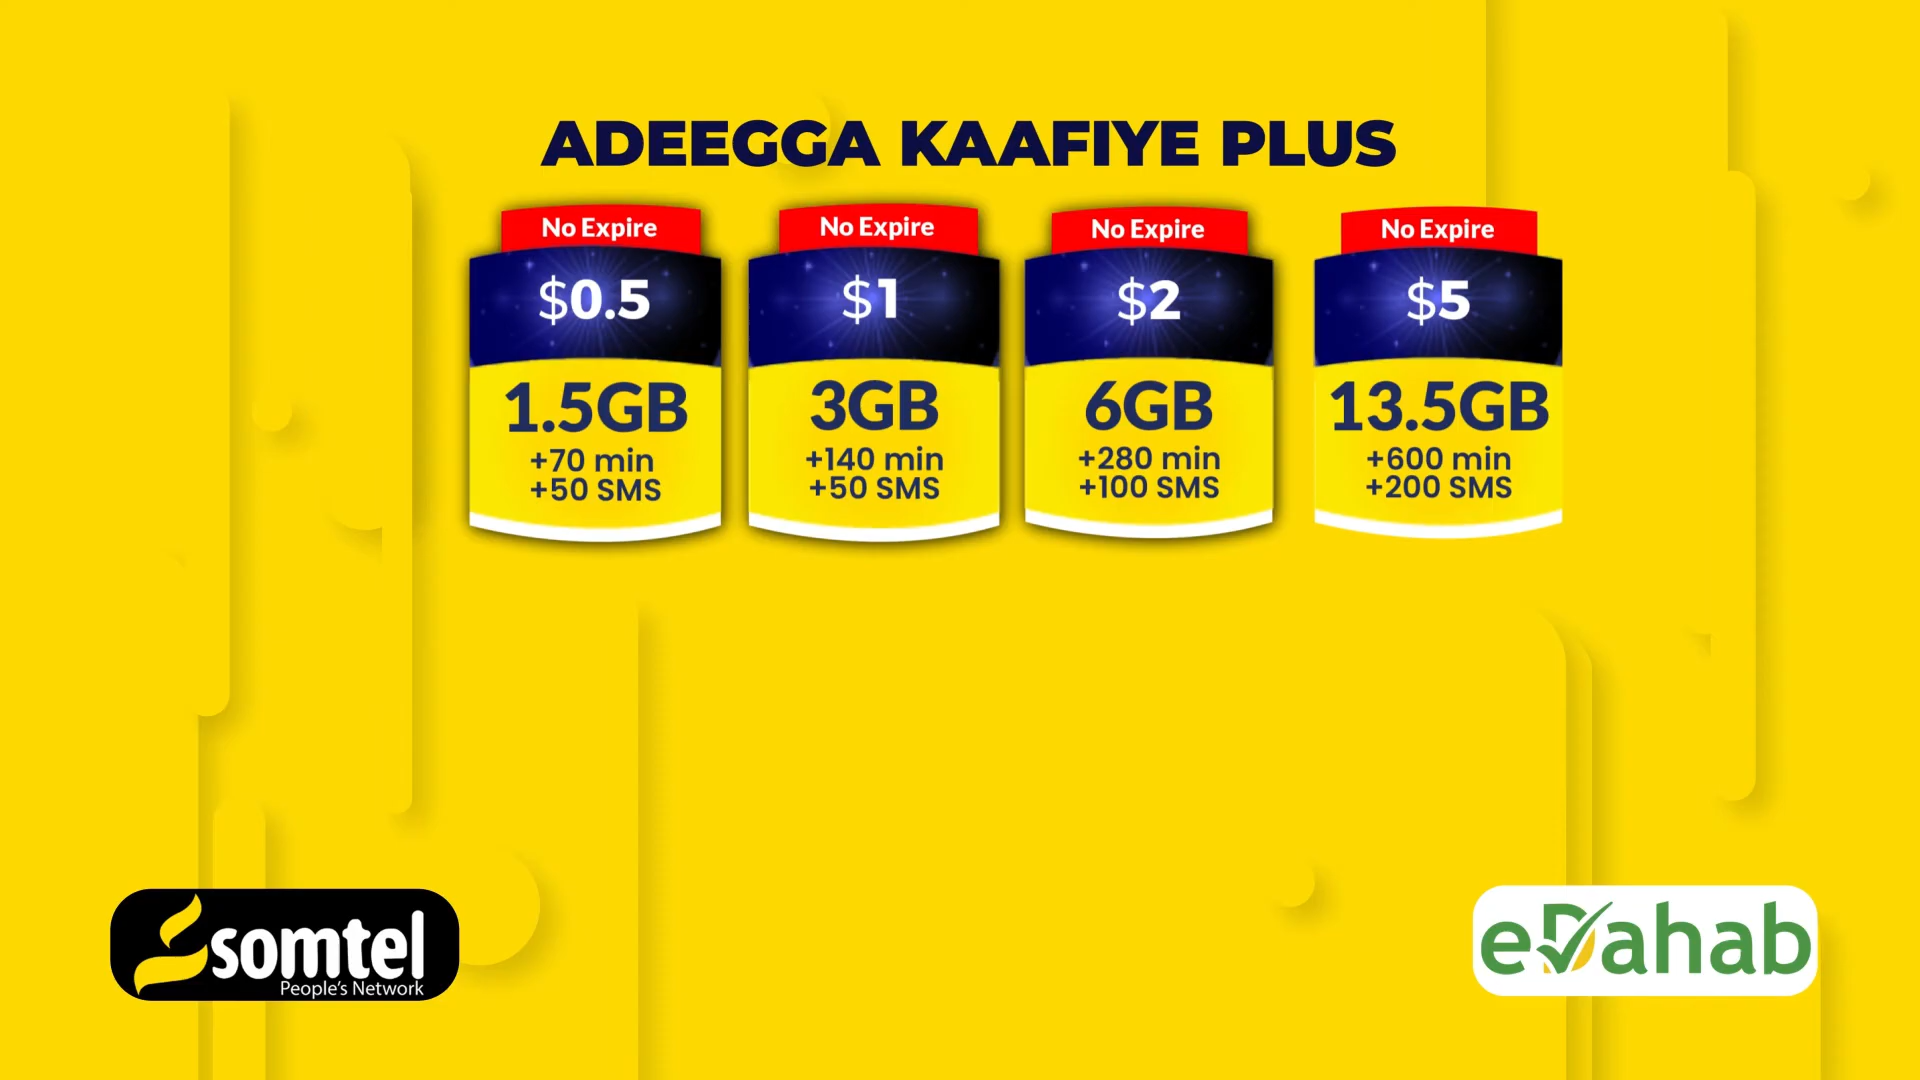 ADEEGGA KAAFIYE PLUS
No Expire
$0.5
1.5GB
+70 min
+50 SMS
No Expire
$1
3GB
+140 min
+50 SMS
No Expire
$2
6GB
+280 min
+100 SMS
No Expire
$5
13.5GB
+600 min
+200 SMS
somtel
People's Network
eDahab